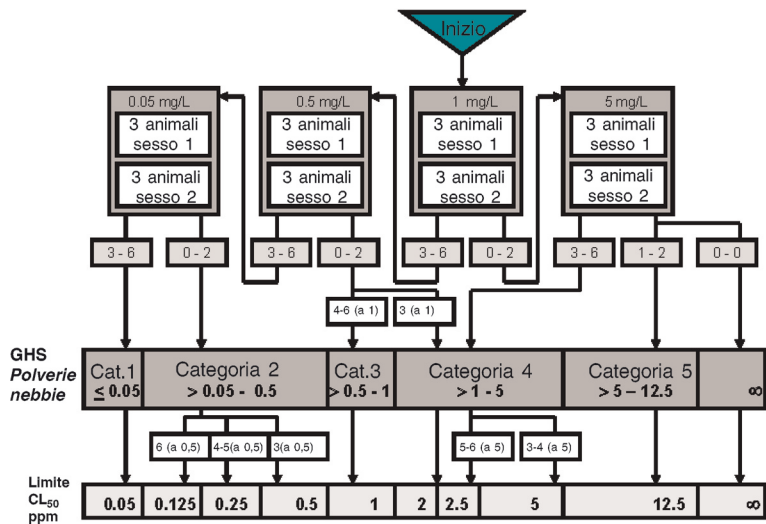 Inizio
0.05 mg/L
0.5 mg/L
1 mg/L
5 mg/L
3 animali
sesso 1
3 animali
sesso 1
3 animali
sesso 1
3 animali
sesso 1
3 animali
sesso 2
3 animali
sesso 2
3 animali
sesso 2
3 animali
sesso 2
3 - 6
0 - 2
3 - 6
0 - 2
3 - 6
0 - 2
3 - 6
1 - 2
0 - 0
4-6 (a 1)
3 (a 1)
GHS
Polverie
nebbie
Cat.1
≤ 0.05
Categoria 2
> 0.05 - 0.5
Cat.3
> 0.5 - 1
Categoria 4
> 1 - 5
Categoria 5
> 5 – 12.5
∞
6 (a 0,5)
4-5(a 0,5)
3(a 0,5)
5-6 (a 5)
3-4 (a 5)
Limite
CL50
ppm
0.05
0.125
0.25
0.5
1
2
2.5
5
12.5
∞